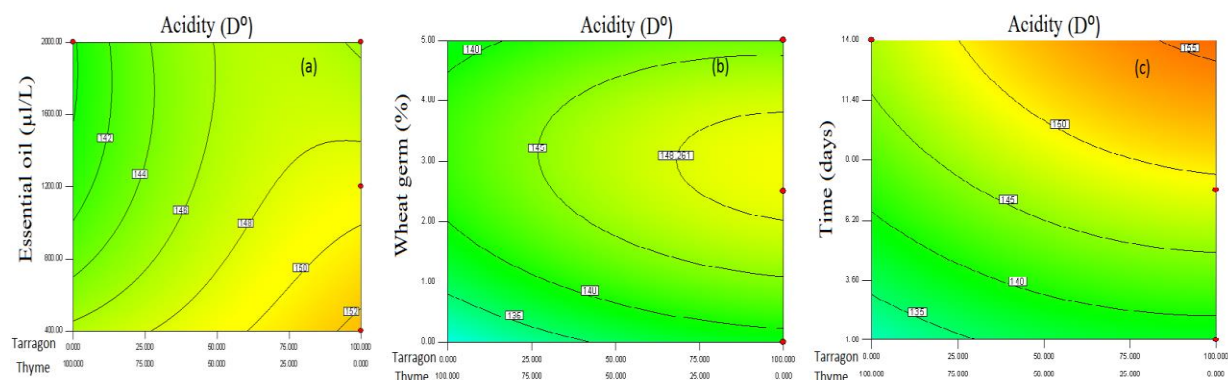 Acidity (D⁰)
(a)
Essential oil (µl/L)
2000.00
1600.00
1200.00
800.00
400.00
142
144
146
148
150
152
Tarragon 0.000 25.000 50.000 75.000 100.000
Thyme 100.000 75.000 50.000 25.000 0.000
Acidity (D⁰)
(b)
Wheat germ (%)
5.00
4.00
3.00
2.00
1.00
0.00
140
145
140
Tarragon 0.000 25.000 50.000 75.000 100.000
Thyme 100.000 75.000 50.000 25.000 0.000
Acidity (D⁰)
(c)
Time (days)
14.00
11.40
6.20
3.60
1.00
155
150
145
140
135
Tarragon 0.000 25.000 50.000 75.000 100.000
Thyme 100.000 75.000 50.000 25.000 0.000